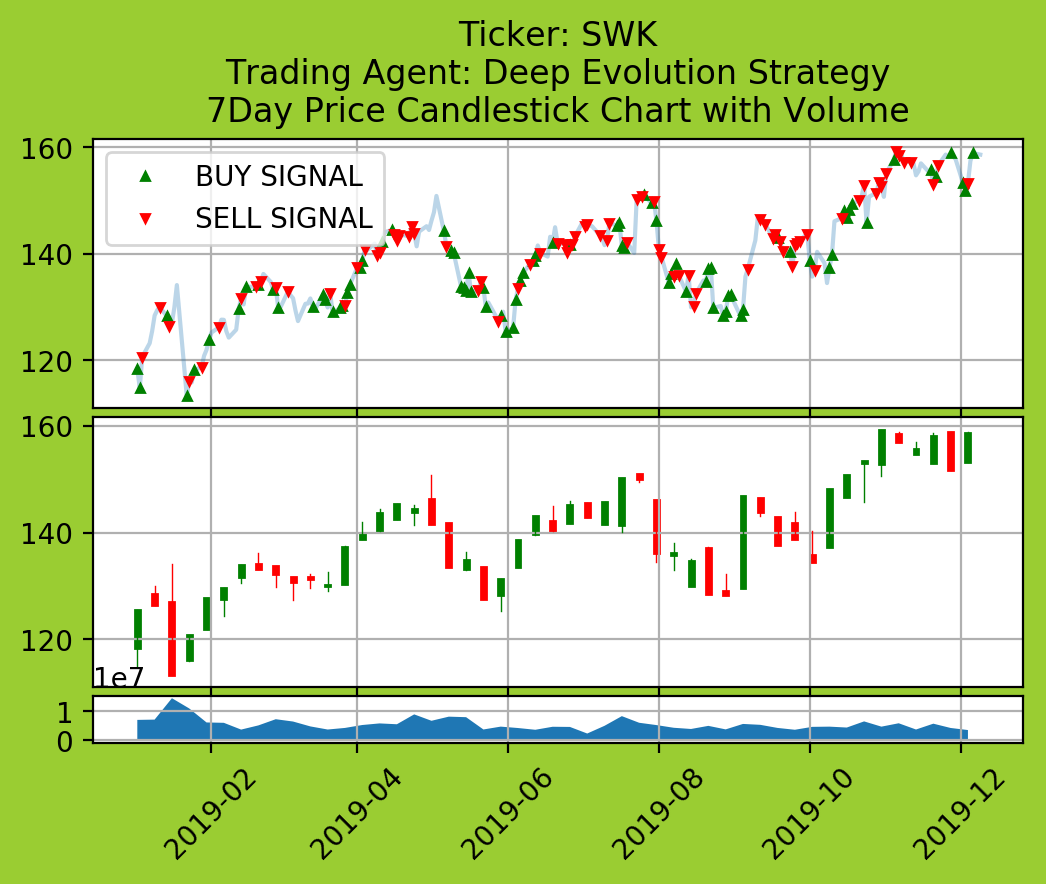 Ticker: SWK
Trading Agent: Deep Evolution Strategy
7Day Price Candlestick Chart with Volume
160
140
120
BUY SIGNAL
SELL SIGNAL
160
140
120
1e7
1
0
2019-02
2019-04
2019-06
2019-08
2019-10
2019-12